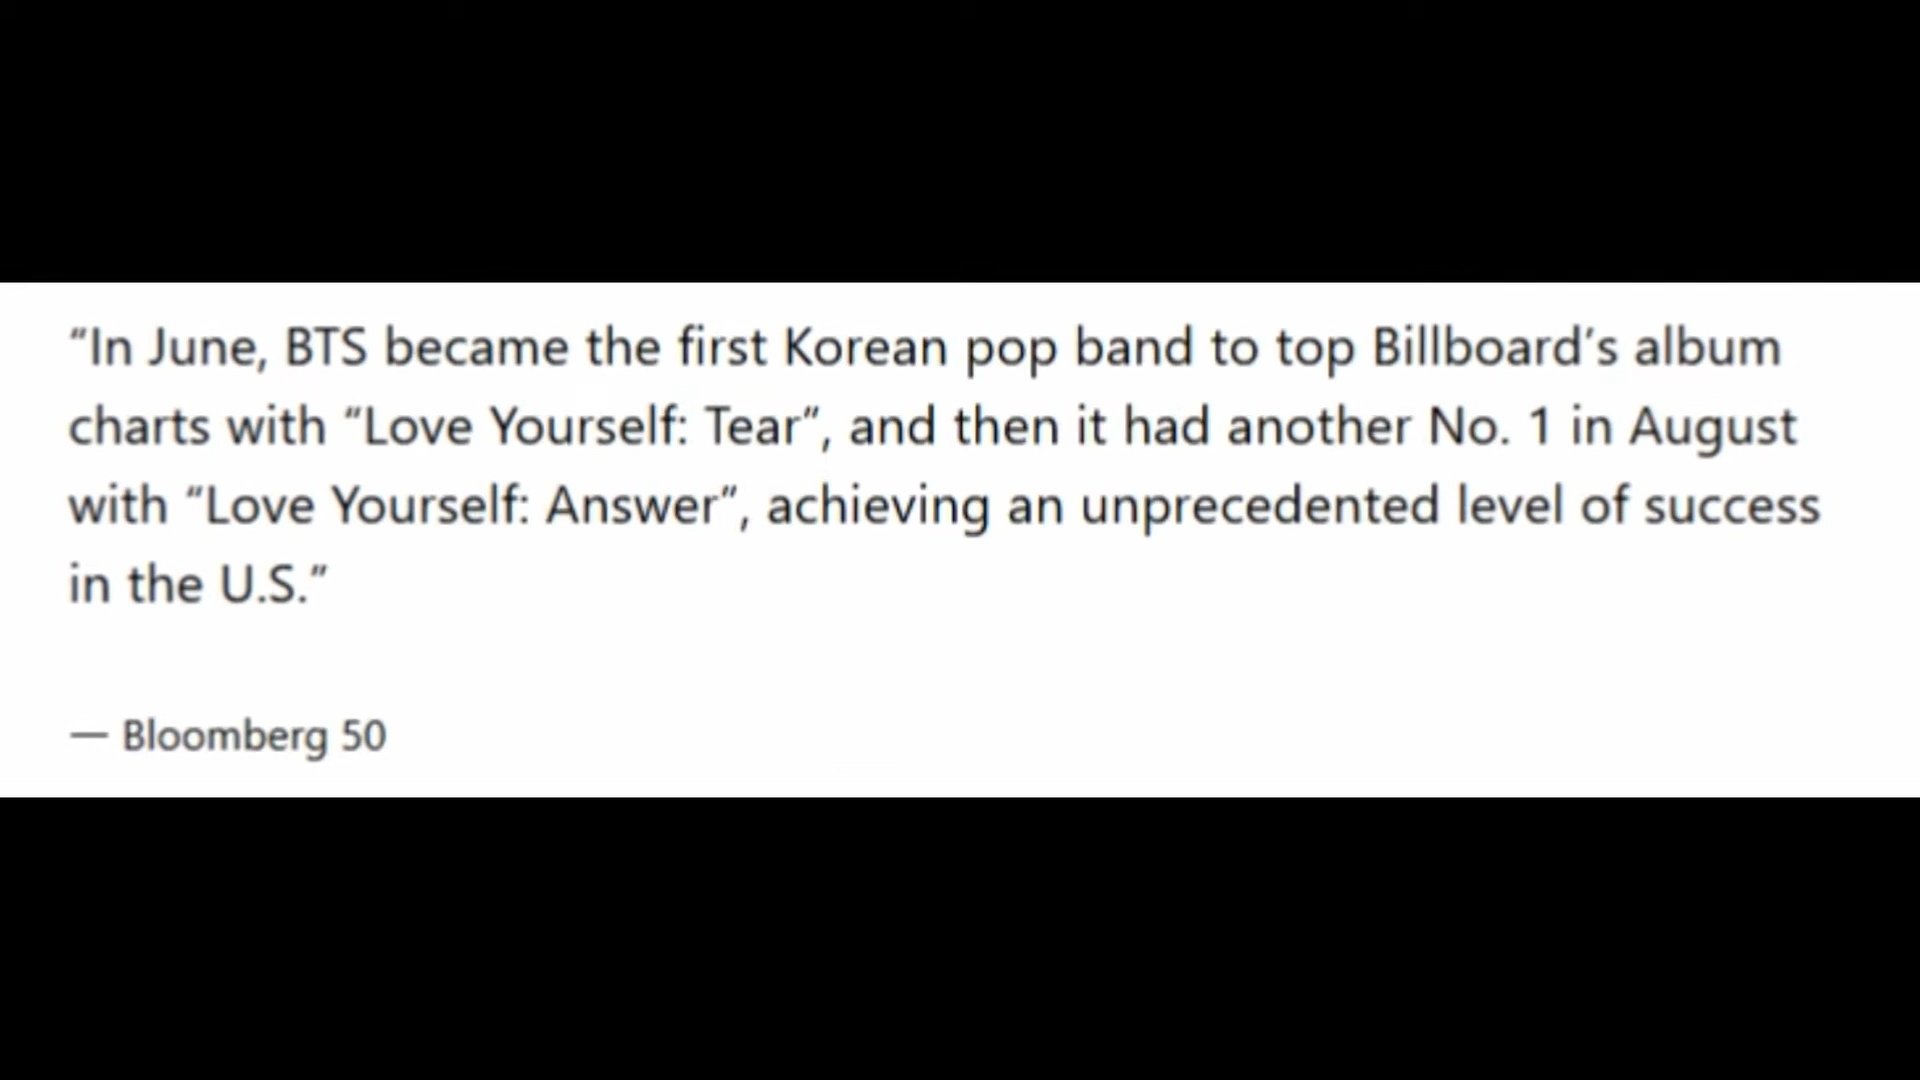 “In June, BTS became the first Korean pop band to top Billboard’s album
charts with “Love Yourself: Tear”, and then it had another No. 1 in August
with “Love Yourself: Answer”, achieving an unprecedented level of success
in the U.S.”
— Bloomberg 50